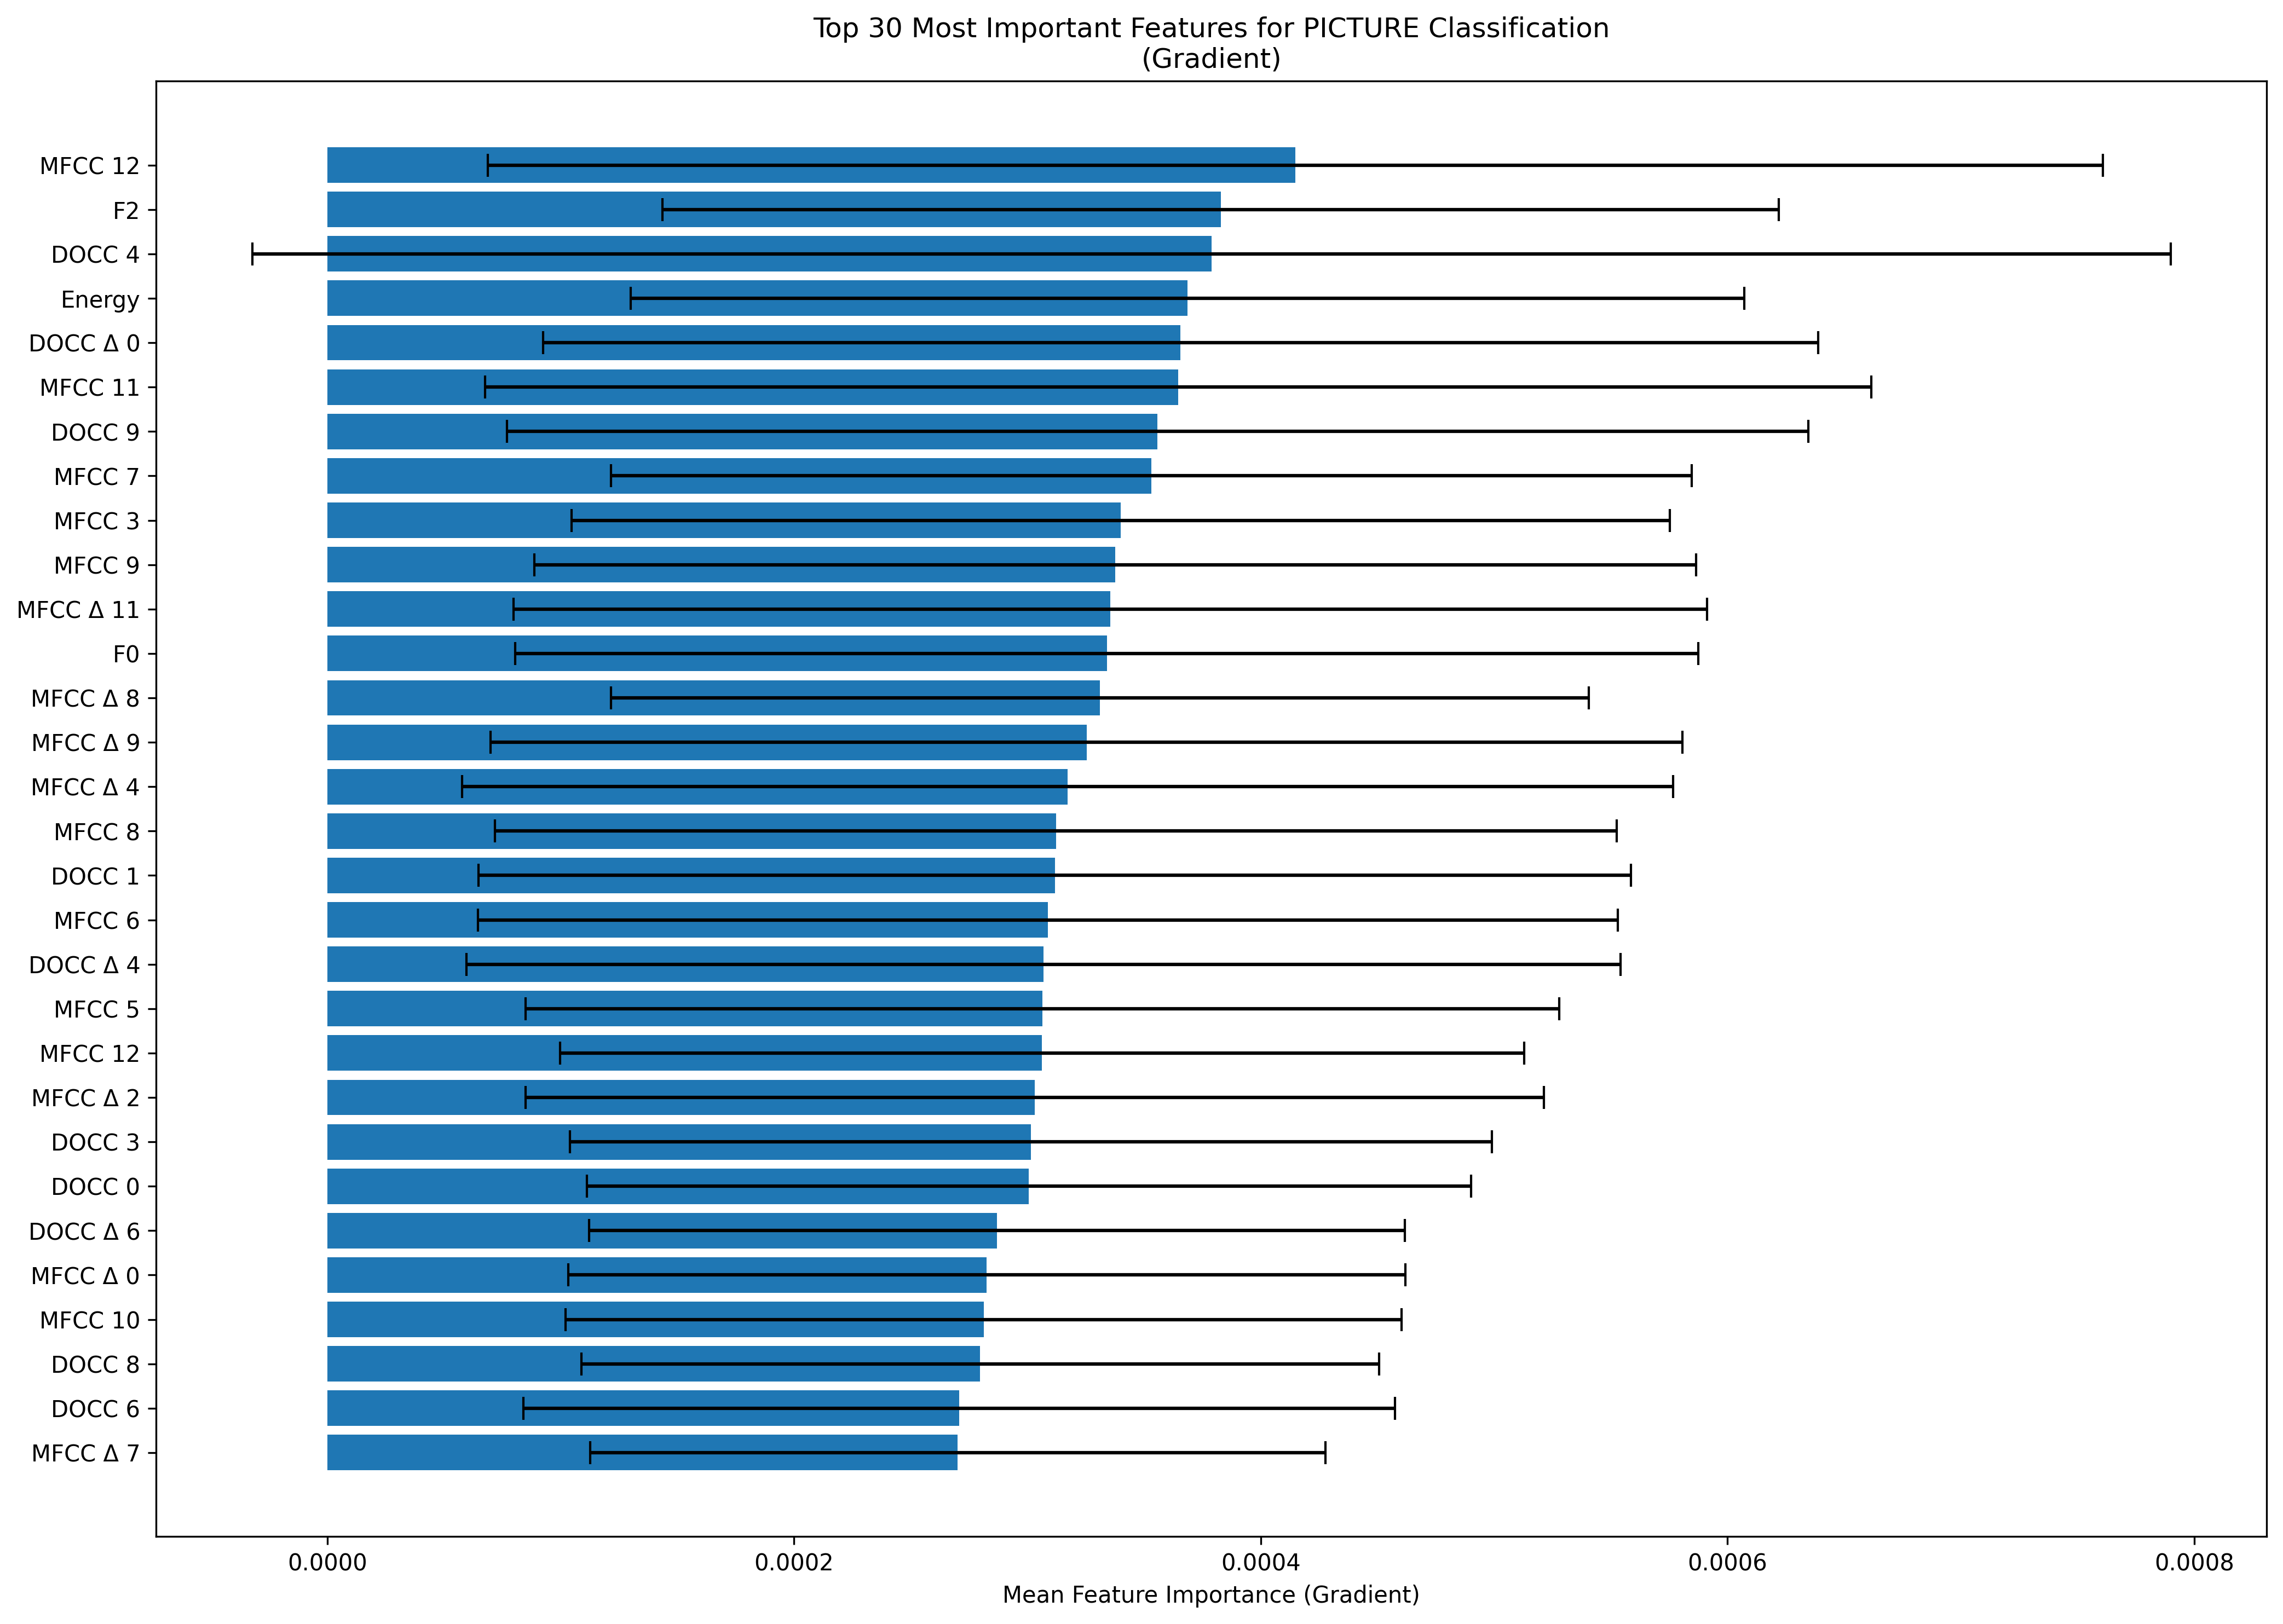 Top 30 Most Important Features for PICTURE Classification
(Gradient)
MFCC 12
F2
DOCC 4
Energy
DOCC Δ 0
MFCC 11
DOCC 9
MFCC 7
MFCC 3
MFCC 9
MFCC Δ 11
F0
MFCC Δ 8
MFCC Δ 9
MFCC Δ 4
MFCC 8
DOCC 1
MFCC 6
DOCC Δ 4
MFCC 5
MFCC 12
MFCC Δ 2
DOCC 3
DOCC 0
DOCC Δ 6
MFCC Δ 0
MFCC 10
DOCC 8
DOCC 6
MFCC Δ 7
0.0000 0.0002 0.0004 0.0006 0.0008
Mean Feature Importance (Gradient)